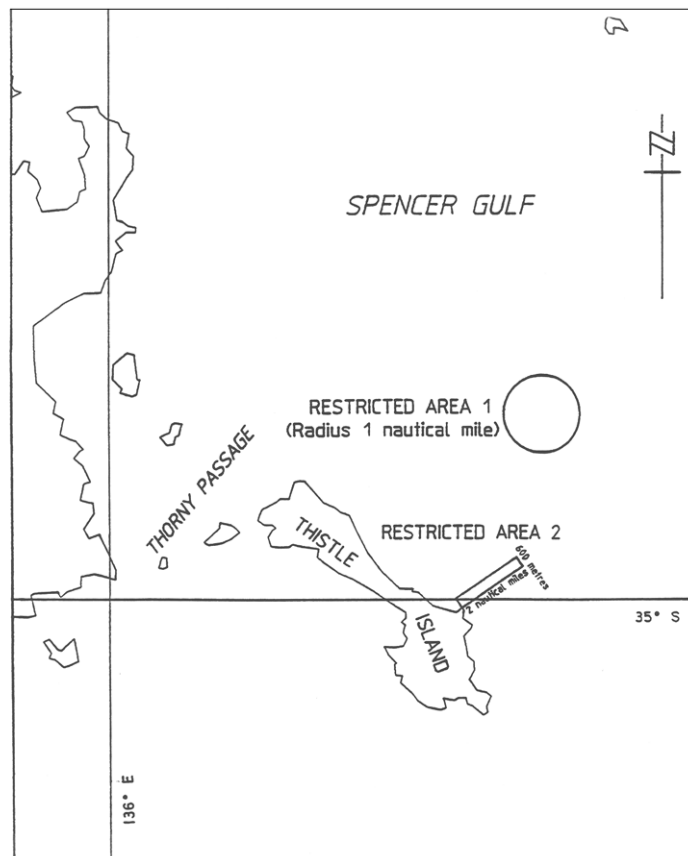 N
SPENCER GULF
RESTRICTED AREA 1
(Radius 1 nautical mile)
THORNY PASSAGE
THISTLE
ISLAND
RESTRICTED AREA 2
600 metres
2 nautical miles
35° S
136° E